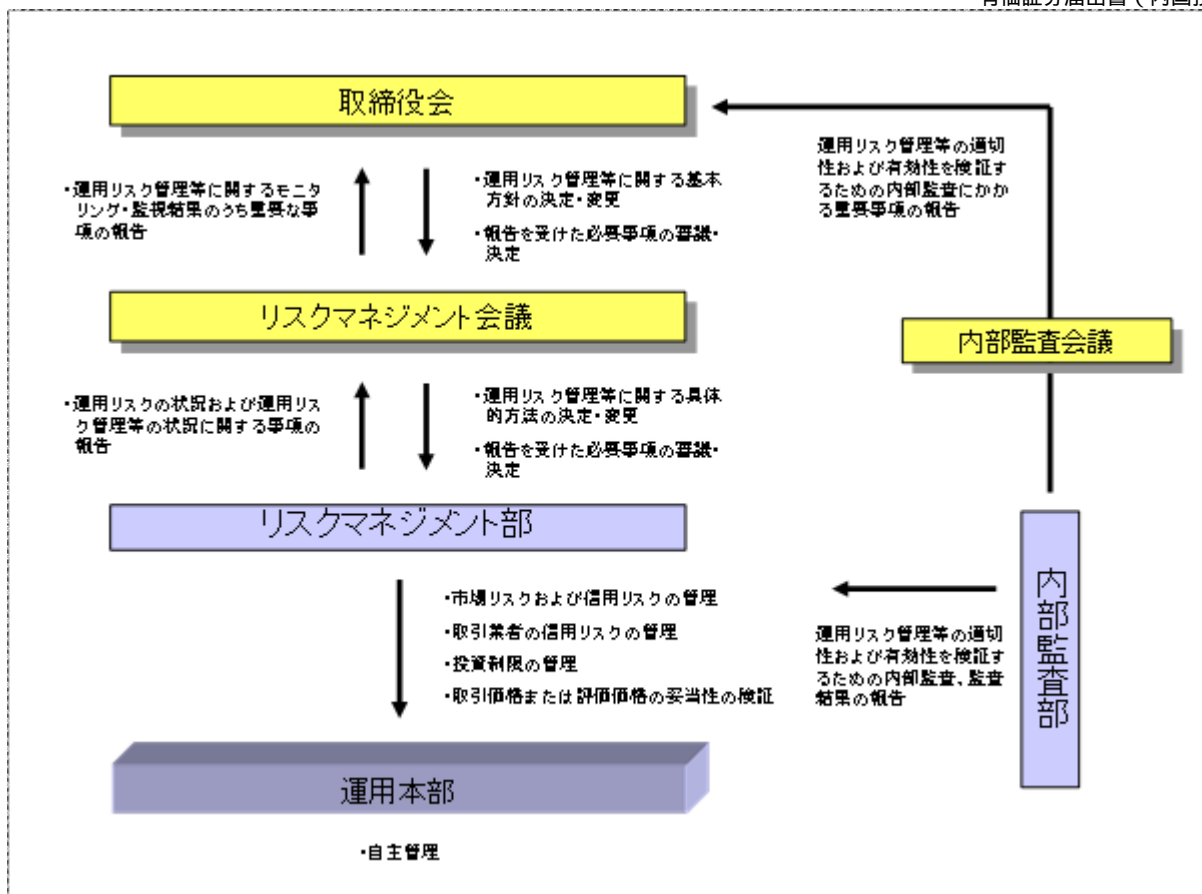 取締役会
・運用リスク管理等に関するモニタ
リング・監視結果のうち重要な事
項の報告
・運用リスク管理等に関する基本
方針の決定・変更
・報告を受けた必要事項の審議・
決定
運用リスク管理等の適切
性および有効性を検証す
るための内部監査にかか
る重要事項の報告
リスクマネジメント会議
内部監査会議
・運用リスクの状況および運用リス
ク管理等の状況に関する事項の
報告
・運用リスク管理等に関する具体
的方法の決定・変更
・報告を受けた必要事項の審議・
決定
リスクマネジメント部
・市場リスクおよび信用リスクの管理
・取引業者の信用リスクの管理
・投資制限の管理
・取引価格または評価価格の妥当性の検証
運用リスク管理等の適切
性および有効性を検証す
るための内部監査、監査
結果の報告
内部監査部
運用本部
・自主管理